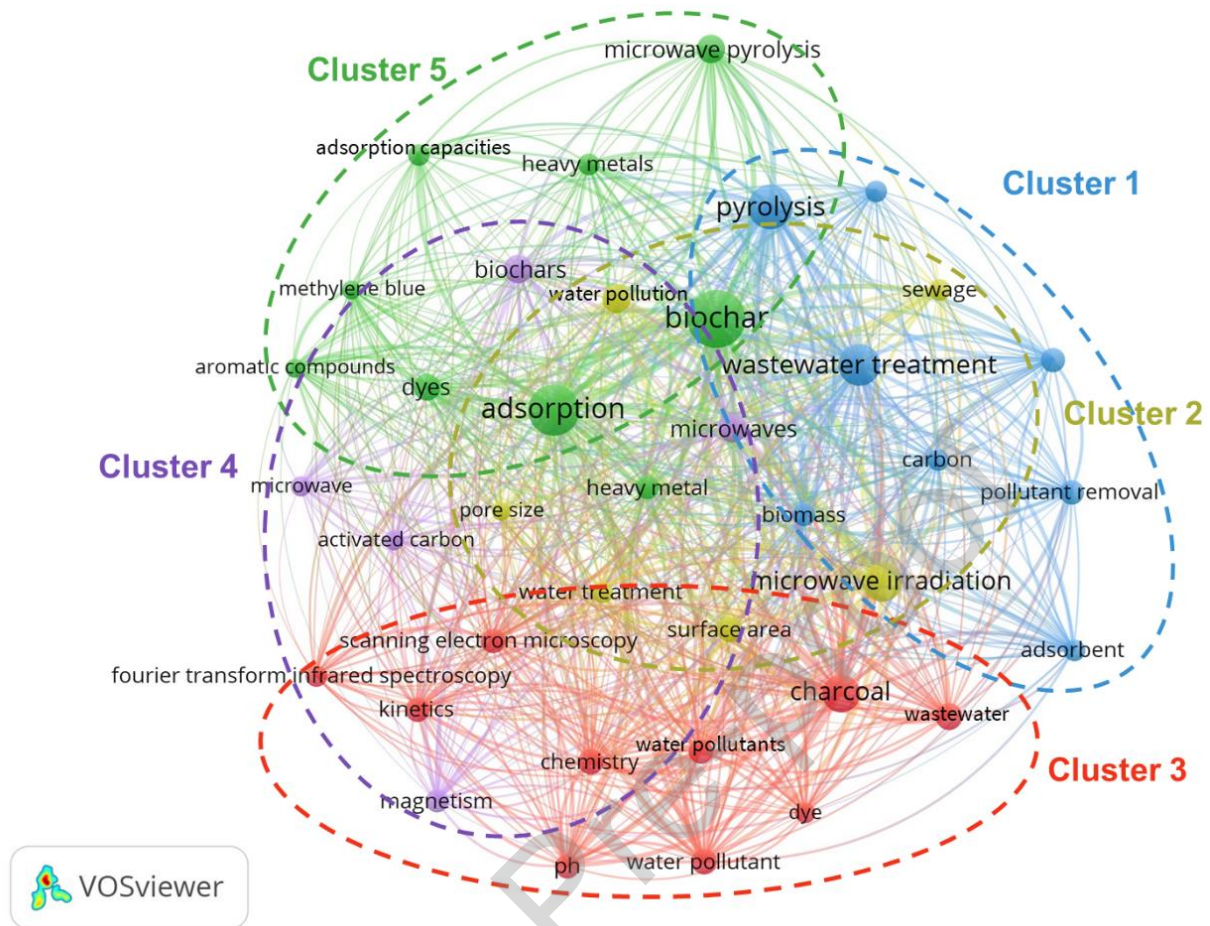 microwave pyrolysis
Cluster 5
adsorption capacities
heavy metals
Cluster 1
pyrolysis
biochars
methylene blue
water pollution
sewage
biochar
aromatic compounds
dyes
wastewater treatment
adsorption
Cluster 2
microwaves
Cluster 4
carbon
microwave
heavy metal
pollutant removal
pore size
biomass
activated carbon
microwave irradiation
water treatment
surface area
scanning electron microscopy
adsorbent
fourier transform infrared spectroscopy
charcoal
kinetics
wastewater
water pollutants
chemistry
Cluster 3
magnetism
dye
ph
water pollutant
VOSviewer